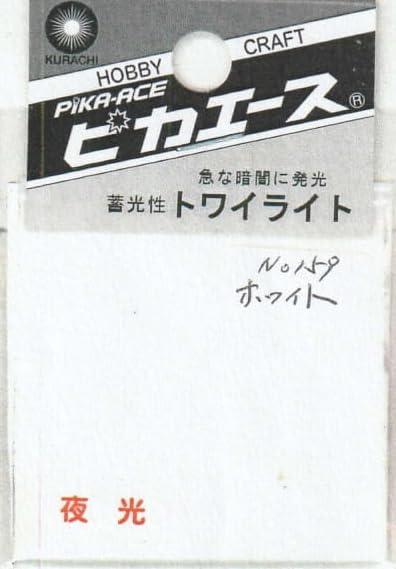 KURACHI
HOBBY CRAFT
PIKA-ACE
ピカエース®
急な暗闇に発光
蓄光性 トワイライト
No 159
ホワイト
夜光